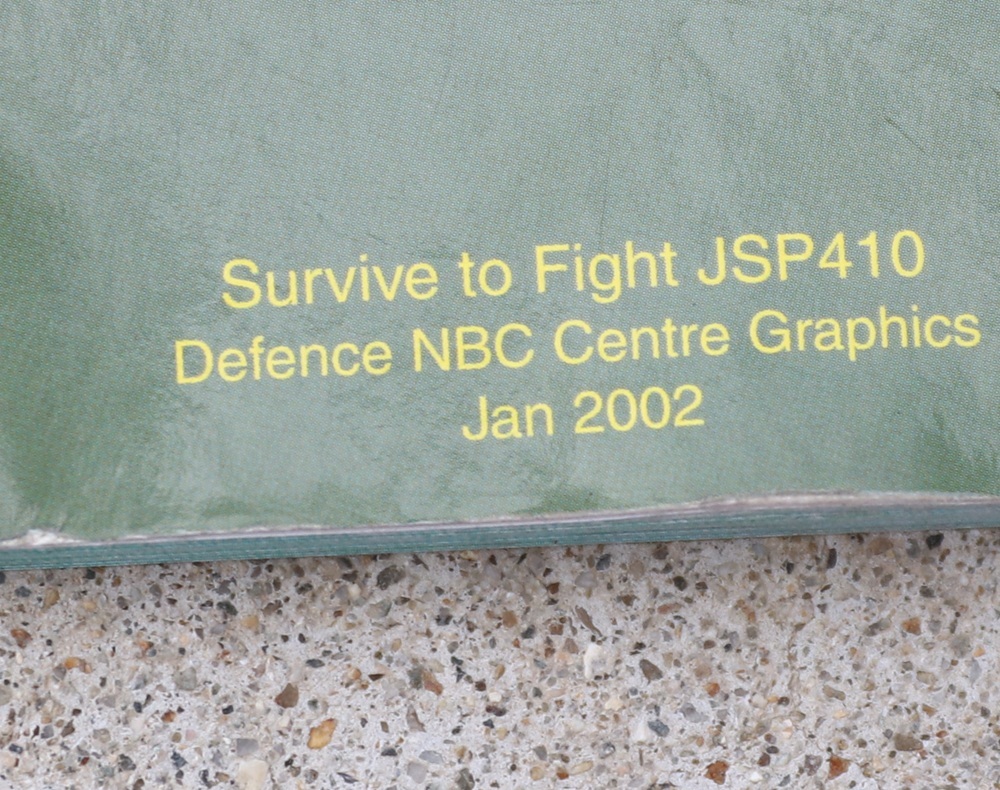 Survive to Fight JSP410
Defence NBC Centre Graphics
Jan 2002